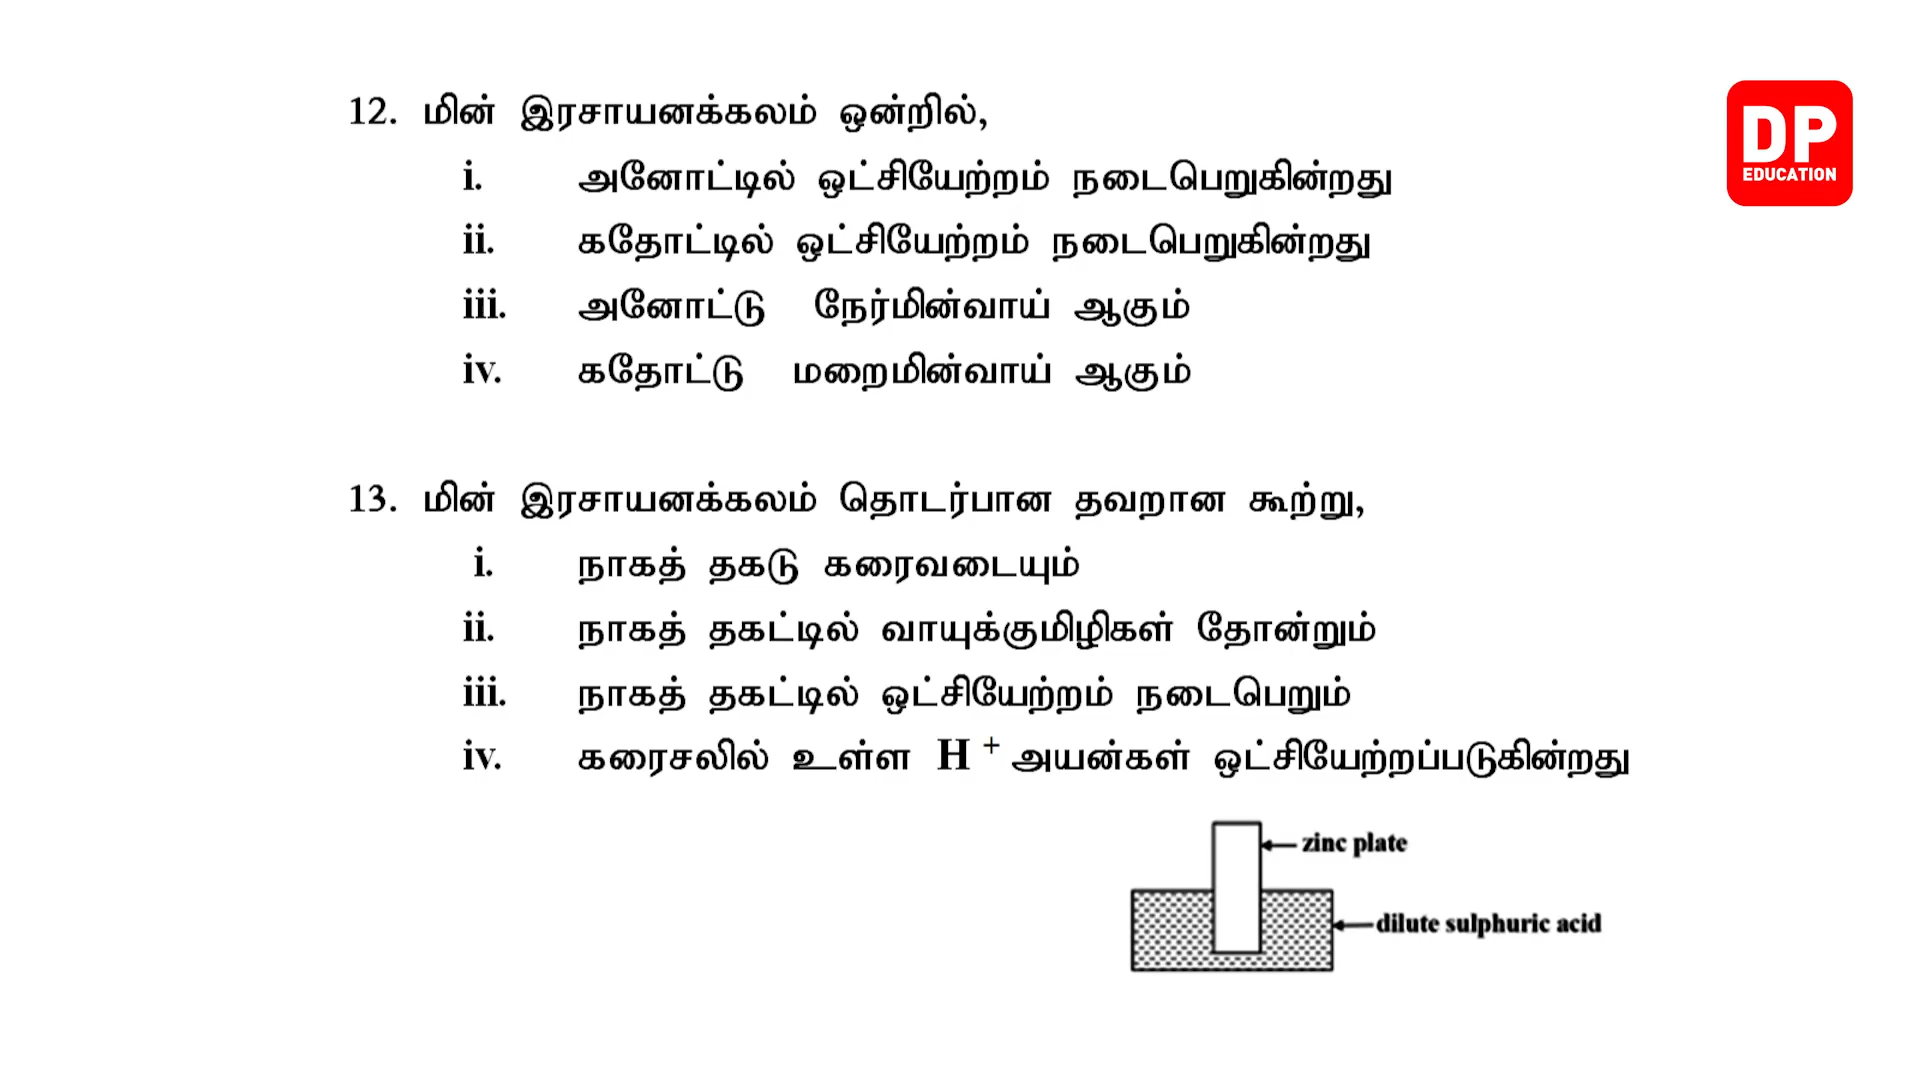 12. மின் இரசாயனக்கலம் ஒன்றில்,
DP
EDUCATION
i. அனோட்டில் ஒட்சியேற்றம் நடைபெறுகின்றது
ii. கதோட்டில் ஒட்சியேற்றம் நடைபெறுகின்றது
iii. அனோட்டு நேர்மின்வாய் ஆகும்
iv. கதோட்டு மறைமின்வாய் ஆகும்
13. மின் இரசாயனக்கலம் தொடர்பான தவறான கூற்று,
i. நாகத் தகடு கரைவடையும்
ii. நாகத் தகட்டில் வாயுக்குமிழிகள் தோன்றும்
iii. நாகத் தகட்டில் ஒட்சியேற்றம் நடைபெறும்
iv. கரைசலில் உள்ள H⁺ அயன்கள் ஒட்சியேற்றப்படுகின்றது
zinc plate
dilute sulphuric acid